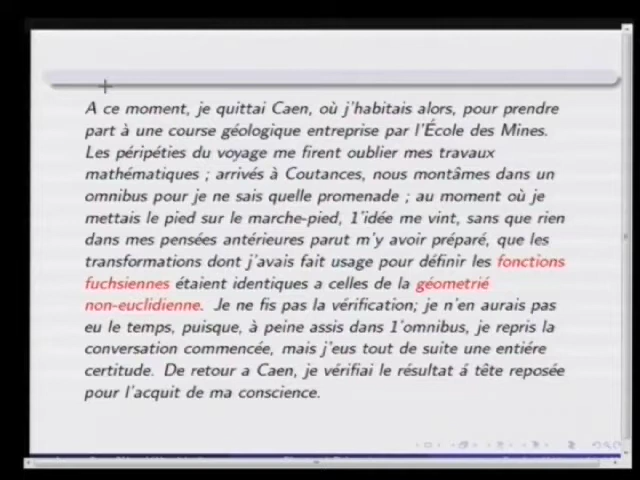 A ce moment, je quittai Caen, où j'habitais alors, pour prendre
part à une course géologique entreprise par l'École des Mines.
Les péripéties du voyage me firent oublier mes travaux
mathématiques ; arrivés à Coutances, nous montâmes dans un
omnibus pour je ne sais quelle promenade ; au moment où je
mettais le pied sur le marche-pied, 1'idée me vint, sans que rien
dans mes pensées antérieures parut m'y avoir préparé, que les
transformations dont j'avais fait usage pour définir les fonctions
fuchsiennes étaient identiques a celles de la géometrié
non-euclidienne. Je ne fis pas la vérification; je n'en aurais pas
eu le temps, puisque, à peine assis dans 1'omnibus, je repris la
conversation commencée, mais j'eus tout de suite une entiére
certitude. De retour a Caen, je vérifiai le résultat á tête reposée
pour l'acquit de ma conscience.